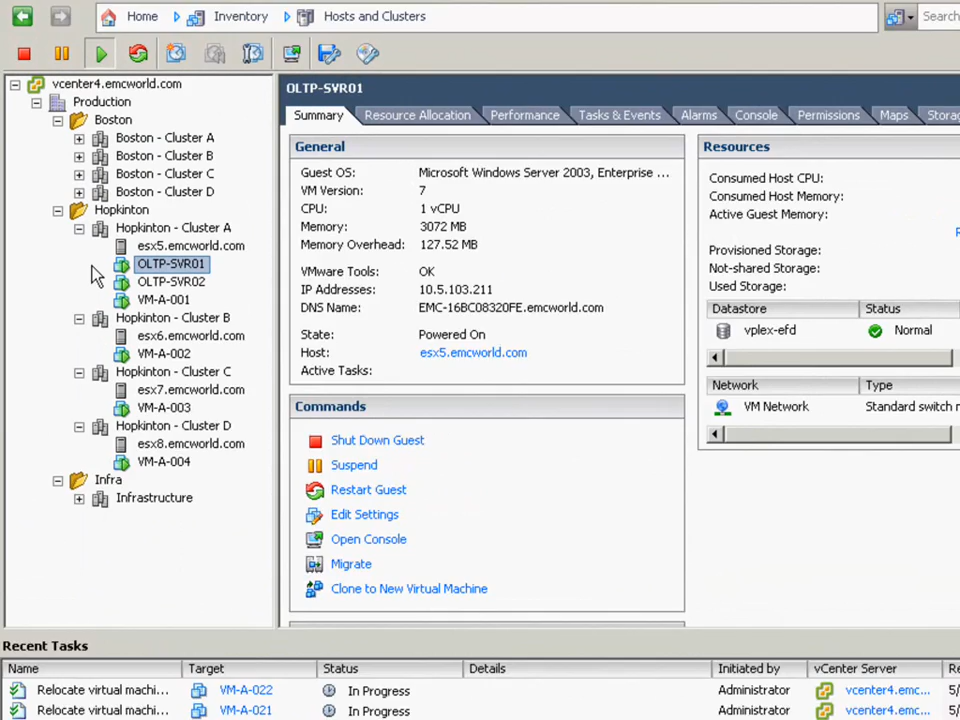 Home Inventory Hosts and Clusters Search
vcenter4.emcworld.com
Production
Boston
Boston - Cluster A
Boston - Cluster B
Boston - Cluster C
Boston - Cluster D
Hopkinton
Hopkinton - Cluster A
esx5.emcworld.com
OLTP-SVR01
OLTP-SVR02
VM-A-001
Hopkinton - Cluster B
esx6.emcworld.com
VM-A-002
Hopkinton - Cluster C
esx7.emcworld.com
VM-A-003
Hopkinton - Cluster D
esx8.emcworld.com
VM-A-004
Infra
Infrastructure
OLTP-SVR01
Summary Resource Allocation Performance Tasks & Events Alarms Console Permissions Maps Stora
General
Guest OS: Microsoft Windows Server 2003, Enterprise ...
VM Version: 7
CPU: 1 vCPU
Memory: 3072 MB
Memory Overhead: 127.52 MB
VMware Tools: OK
IP Addresses: 10.5.103.211
DNS Name: EMC-16BC08320FE.emcworld.com
State: Powered On
Host: esx5.emcworld.com
Active Tasks:
Commands
Shut Down Guest
Suspend
Restart Guest
Edit Settings
Open Console
Migrate
Clone to New Virtual Machine
Resources
Consumed Host CPU:
Consumed Host Memory:
Active Guest Memory:
R
Provisioned Storage:
Not-shared Storage:
Used Storage:
Datastore Status
vplex-efd Normal
Network Type
VM Network Standard switch n
Recent Tasks
Name Target Status Details Initiated by vCenter Server Re
Relocate virtual machi... VM-A-022 In Progress Administrator vcenter4.emc... 5/
Relocate virtual machi... VM-A-021 In Progress Administrator vcenter4.emc... 5/